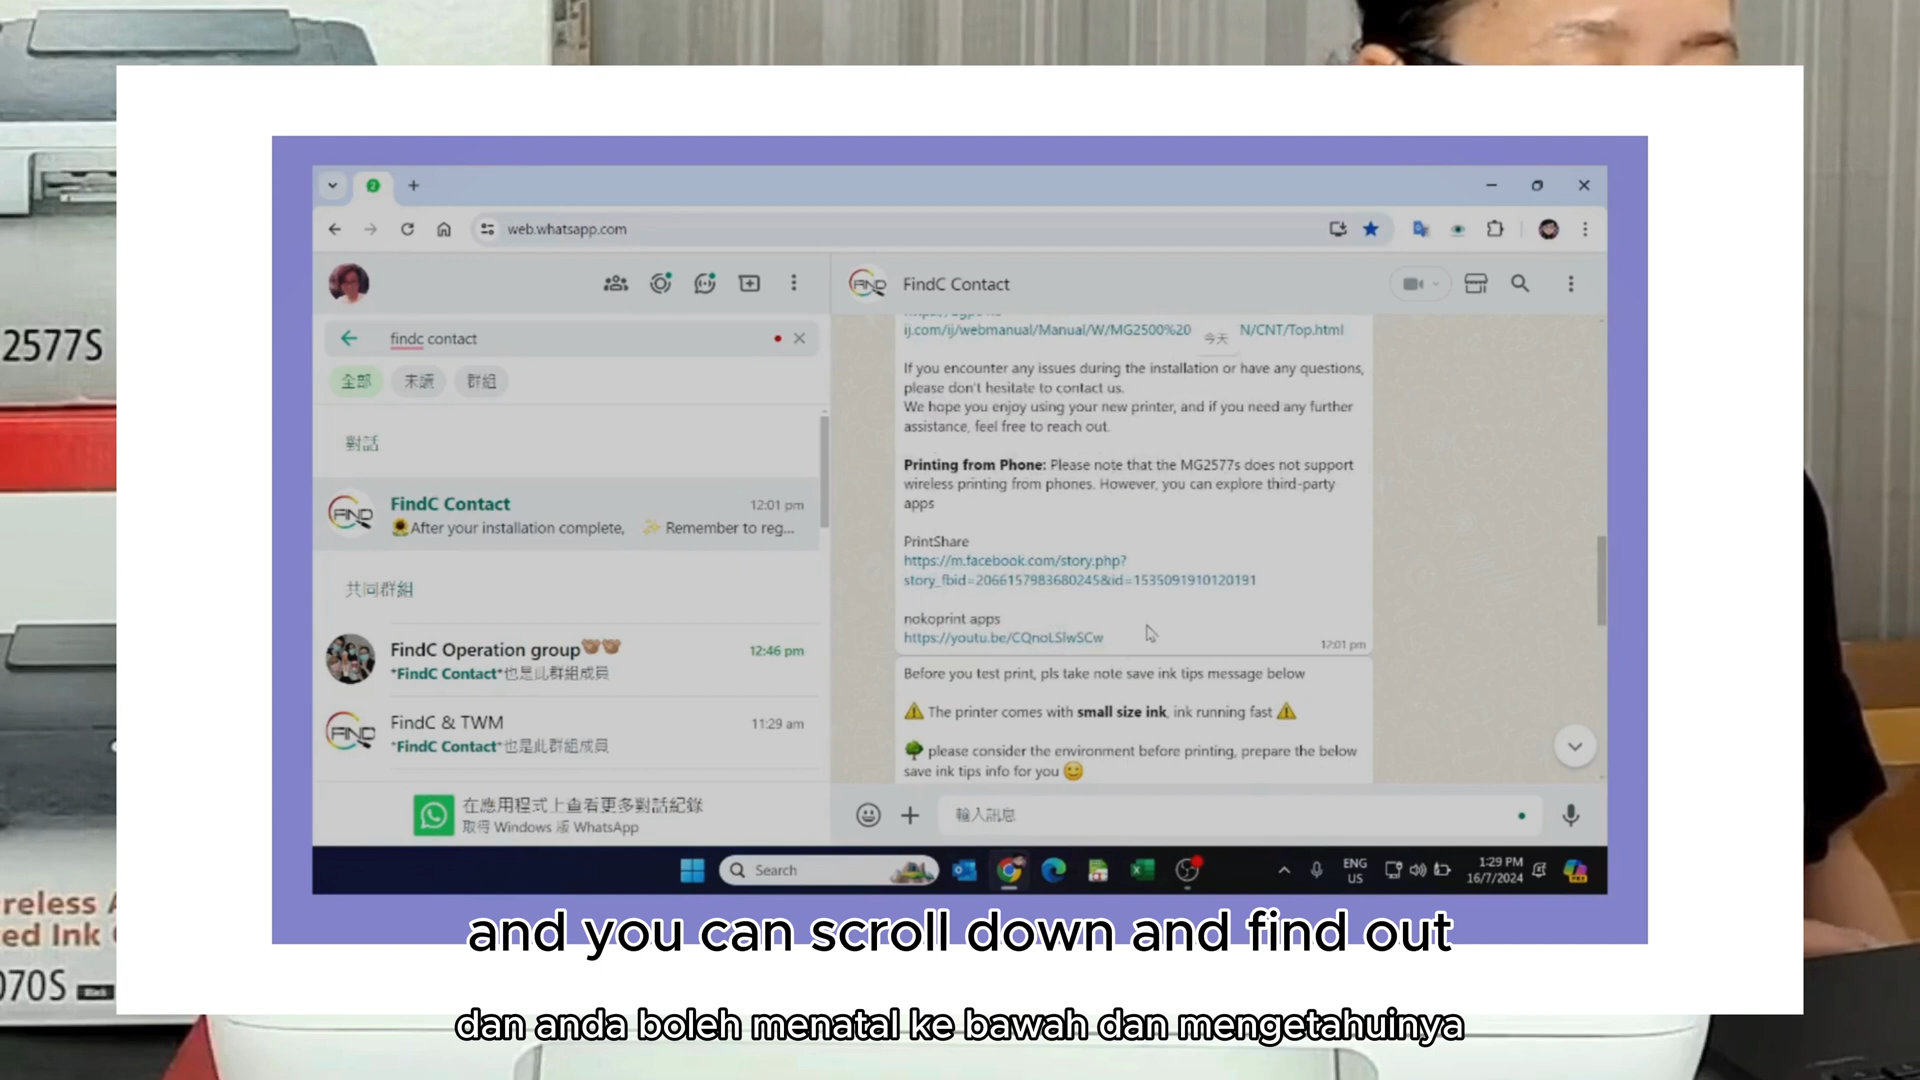 2577S
reless A
ed Ink
070S
web.whatsapp.com
findc contact
全部
未讀
群組
對話
FindC Contact
12:01 pm
🌻After your installation complete, ✨ Remember to reg...
共同群組
FindC Operation group🐻🐻
12:46 pm
*FindC Contact*也是此群組成員
FindC & TWM
11:29 am
*FindC Contact*也是此群組成員
在應用程式上查看更多對話紀錄
取得 Windows 版 WhatsApp
FIND
FindC Contact
ij.com/ij/webmanual/Manual/W/MG2500%20
N/CNT/Top.html
今天
If you encounter any issues during the installation or have any questions,
please don't hesitate to contact us.
We hope you enjoy using your new printer, and if you need any further
assistance, feel free to reach out.
Printing from Phone: Please note that the MG2577s does not support
wireless printing from phones. However, you can explore third-party
apps
PrintShare
https://m.facebook.com/story.php?
story_fbid=2066157983680245&id=1535091910120191
nokoprint apps
https://youtu.be/CQnoLSlwSCw
12:01 pm
Before you test print, pls take note save ink tips message below
⚠️ The printer comes with small size ink, ink running fast ⚠️
🌳 please consider the environment before printing, prepare the below
save ink tips info for you 😊
輸入訊息
Search
ENG
US
1:29 PM
16/7/2024
and you can scroll down and find out
dan anda boleh menatal ke bawah dan mengetahuinya